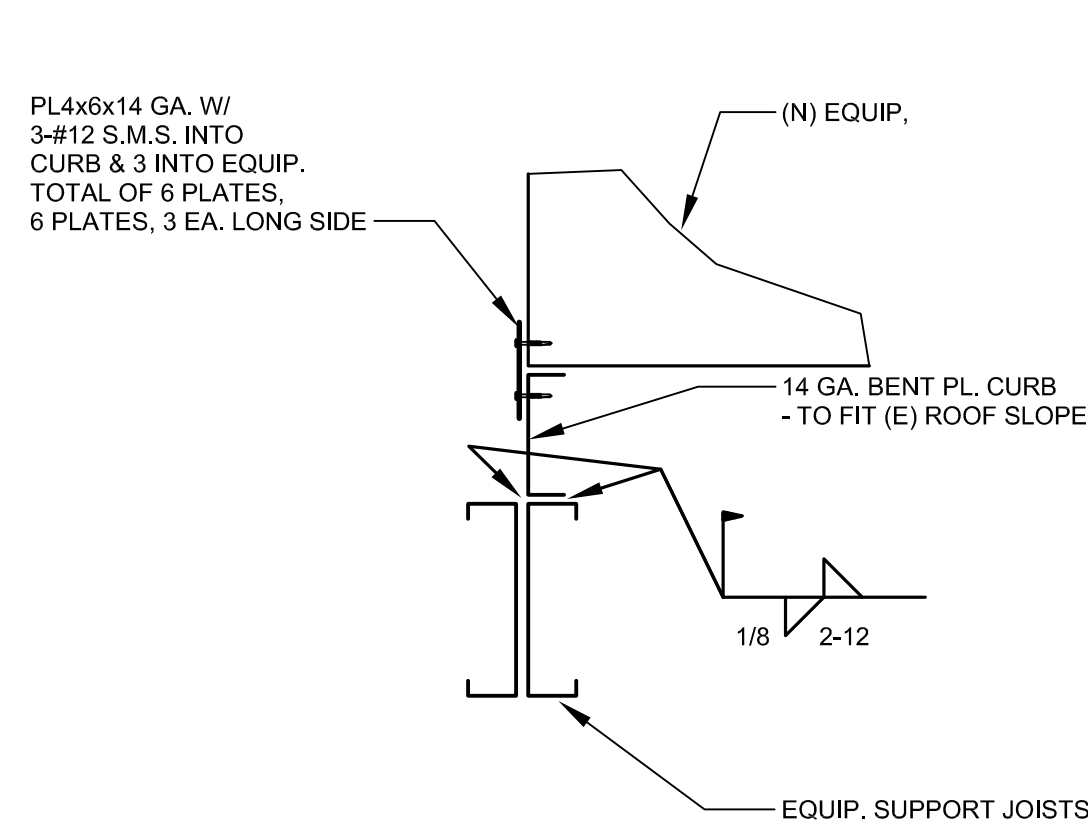 PL4x6x14 GA. W/
3-#12 S.M.S. INTO
CURB & 3 INTO EQUIP.
TOTAL OF 6 PLATES,
6 PLATES, 3 EA. LONG SIDE
(N) EQUIP,
14 GA. BENT PL. CURB
- TO FIT (E) ROOF SLOPE
1/8 2-12
EQUIP. SUPPORT JOISTS